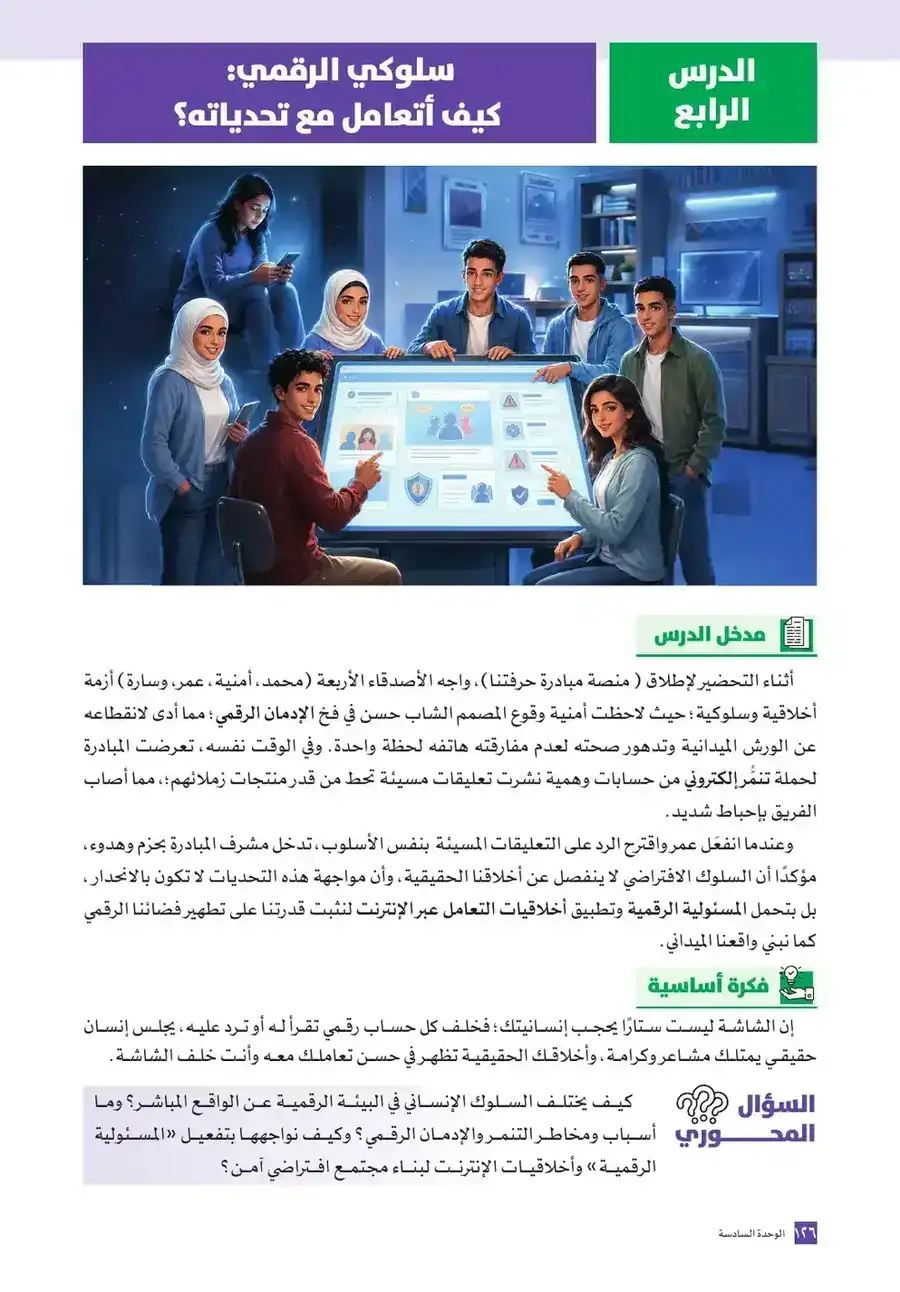 الدرس
الرابع
سلوكي الرقمي:
كيف أتعامل مع تحدياته؟
مدخل الدرس
أثناء التحضير لإطلاق ( منصة مبادرة حرفتنا)، واجه الأصدقاء الأربعة (محمد، أمنية، عمر، وسارة) أزمة
أخلاقية وسلوكية؛ حيث لاحظت أمنية وقوع المصمم الشاب حسن في فخ الإدمان الرقمي؛ مما أدى لانقطاعه
عن الورش الميدانية وتدهور صحته لعدم مفارقته هاتفه لحظة واحدة. وفي الوقت نفسه، تعرضت المبادرة
لحملة تنمُّر إلكتروني من حسابات وهمية نشرت تعليقات مسيئة تحط من قدر منتجات زملائهم؛، مما أصاب
الفريق بإحباط شديد.
وعندما انفعَل عمر واقترح الرد على التعليقات المسيئة بنفس الأسلوب، تدخل مشرف المبادرة بحزم وهدوء،
مؤكدًا أن السلوك الافتراضي لا ينفصل عن أخلاقنا الحقيقية، وأن مواجهة هذه التحديات لا تكون بالانحدار،
بل بتحمل المسئولية الرقمية وتطبيق أخلاقيات التعامل عبر الإنترنت لنثبت قدرتنا على تطهير فضائنا الرقمي
كما نبني واقعنا الميداني.
فكرة أساسية
إن الشاشة ليست ستارًا يحجب إنسانيتك؛ فخلف كل حساب رقمي تقرأ له أو ترد عليه، يجلس إنسان
حقيقي يمتلك مشاعر وكرامة، وأخلاقك الحقيقية تظهر في حسن تعاملك معه وأنت خلف الشاشة.
السؤال
المحـــوري
كيف يختلف السلوك الإنساني في البيئة الرقمية عن الواقع المباشر؟ وما
أسباب ومخاطر التنمر والإدمان الرقمي؟ وكيف نواجهها بتفعيل «المسئولية
الرقمية» وأخلاقيات الإنترنت لبناء مجتمع افتراضي آمن؟
١٢٦ الوحدة السادسة